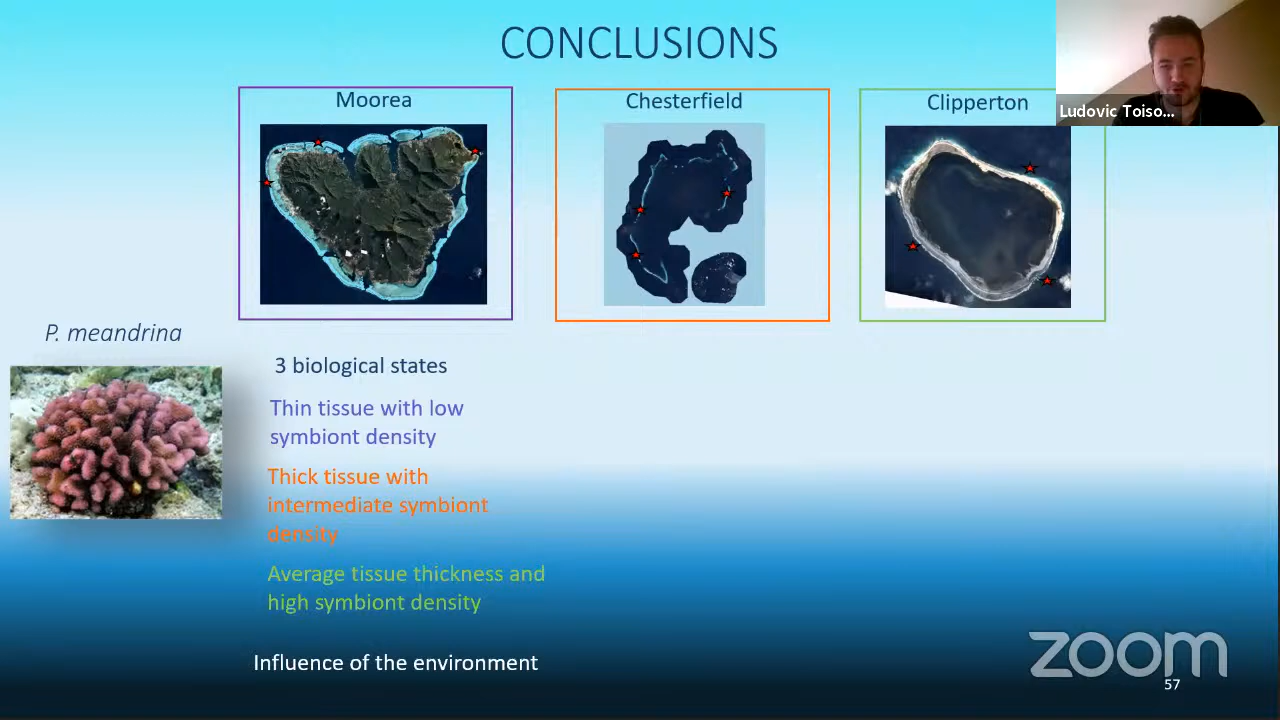 CONCLUSIONS
Moorea
Chesterfield
Clipperton
Ludovic Toiso...
P. meandrina
3 biological states
Thin tissue with low
symbiont density
Thick tissue with
intermediate symbiont
density
Average tissue thickness and
high symbiont density
Influence of the environment
zoom
57